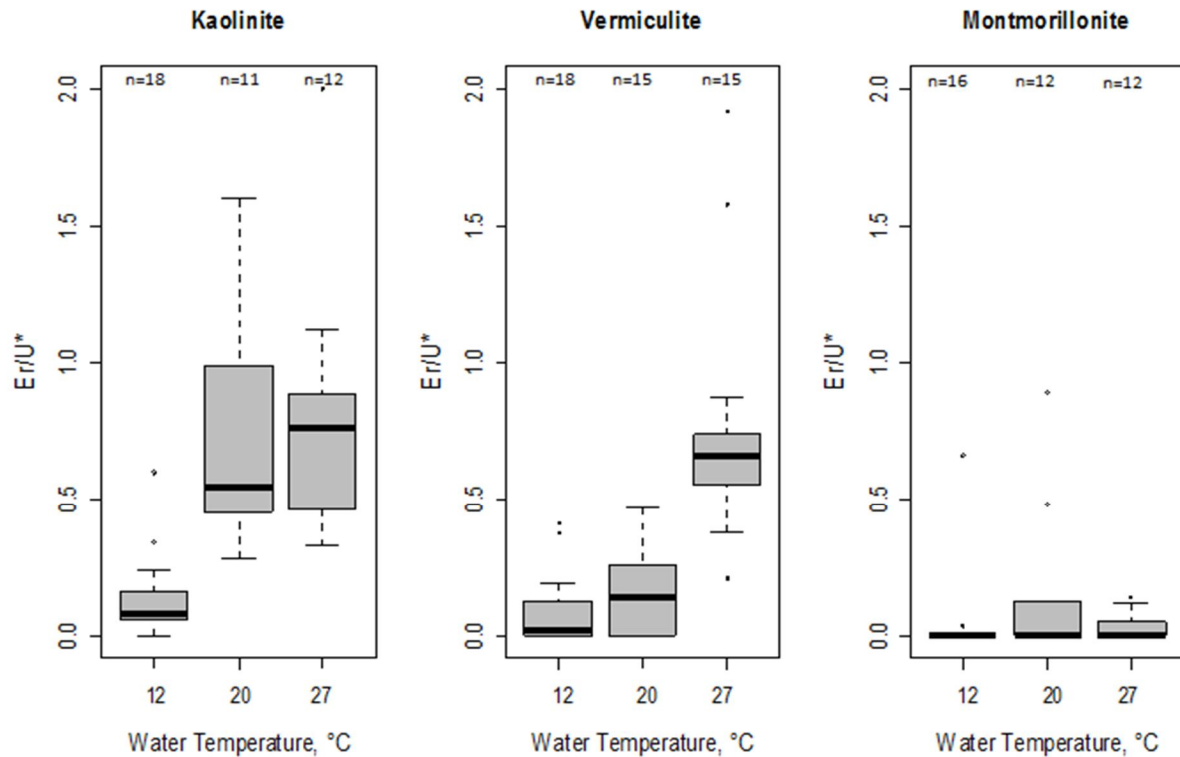 Kaolinite
n=18 n=11 n=12
2.0
1.5
1.0
0.5
0.0
Er/U*
12 20 27
Water Temperature, °C
Vermiculite
n=18 n=15 n=15
2.0
1.5
1.0
0.5
0.0
Er/U*
12 20 27
Water Temperature, °C
Montmorillonite
n=16 n=12 n=12
2.0
1.5
1.0
0.5
0.0
Er/U*
12 20 27
Water Temperature, °C